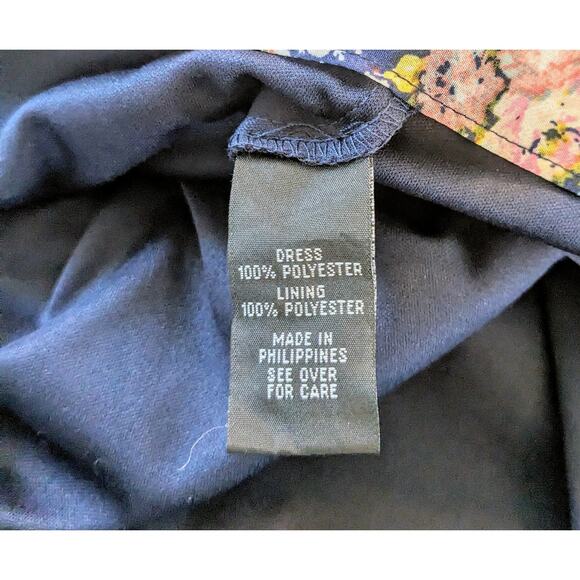 DRESS
100% POLYESTER
LINING
100% POLYESTER
MADE IN
PHILIPPINES
SEE OVER
FOR CARE